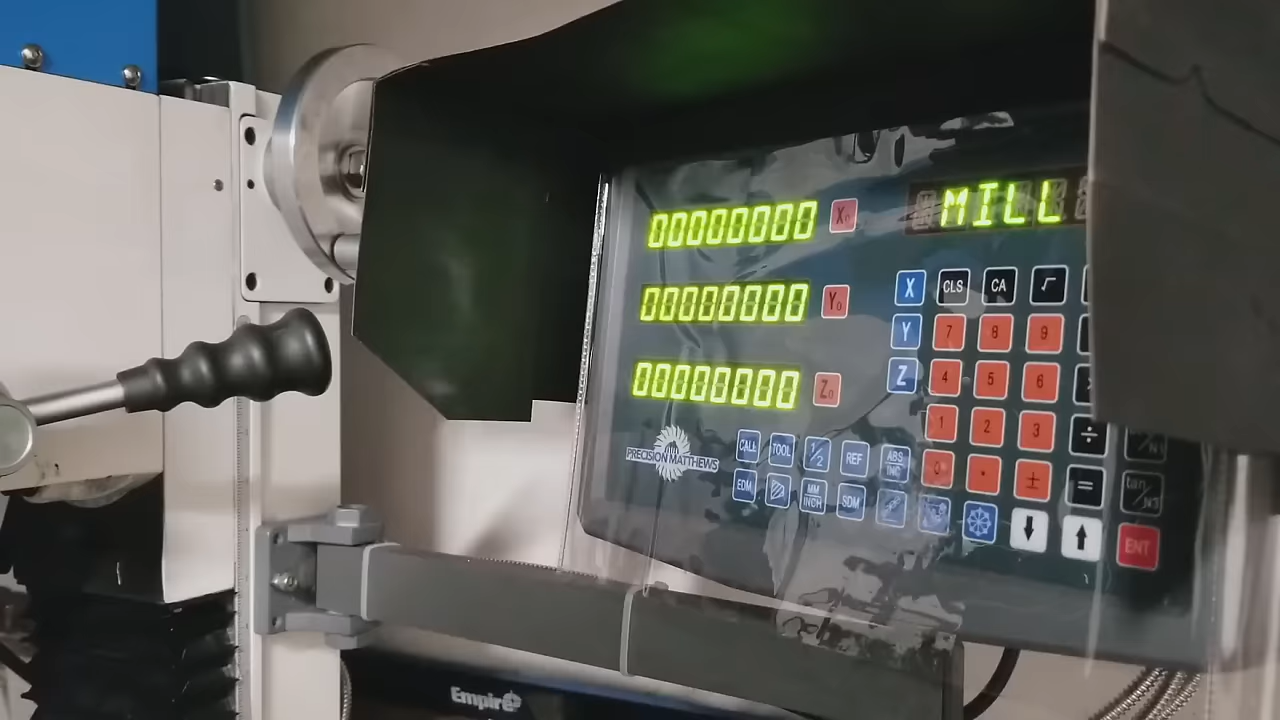 00000000 X₀ MILL
00000000 Y₀
00000000 Z₀
X CLS CA √
Y 7 8 9
Z 4 5 6
1 2 3 ÷
0 · ± =
tan
ENT
PRECISION MATTHEWS
CALL TOOL 1/2 REF ABS/INC
EDM MM/INCH SDM
Empire